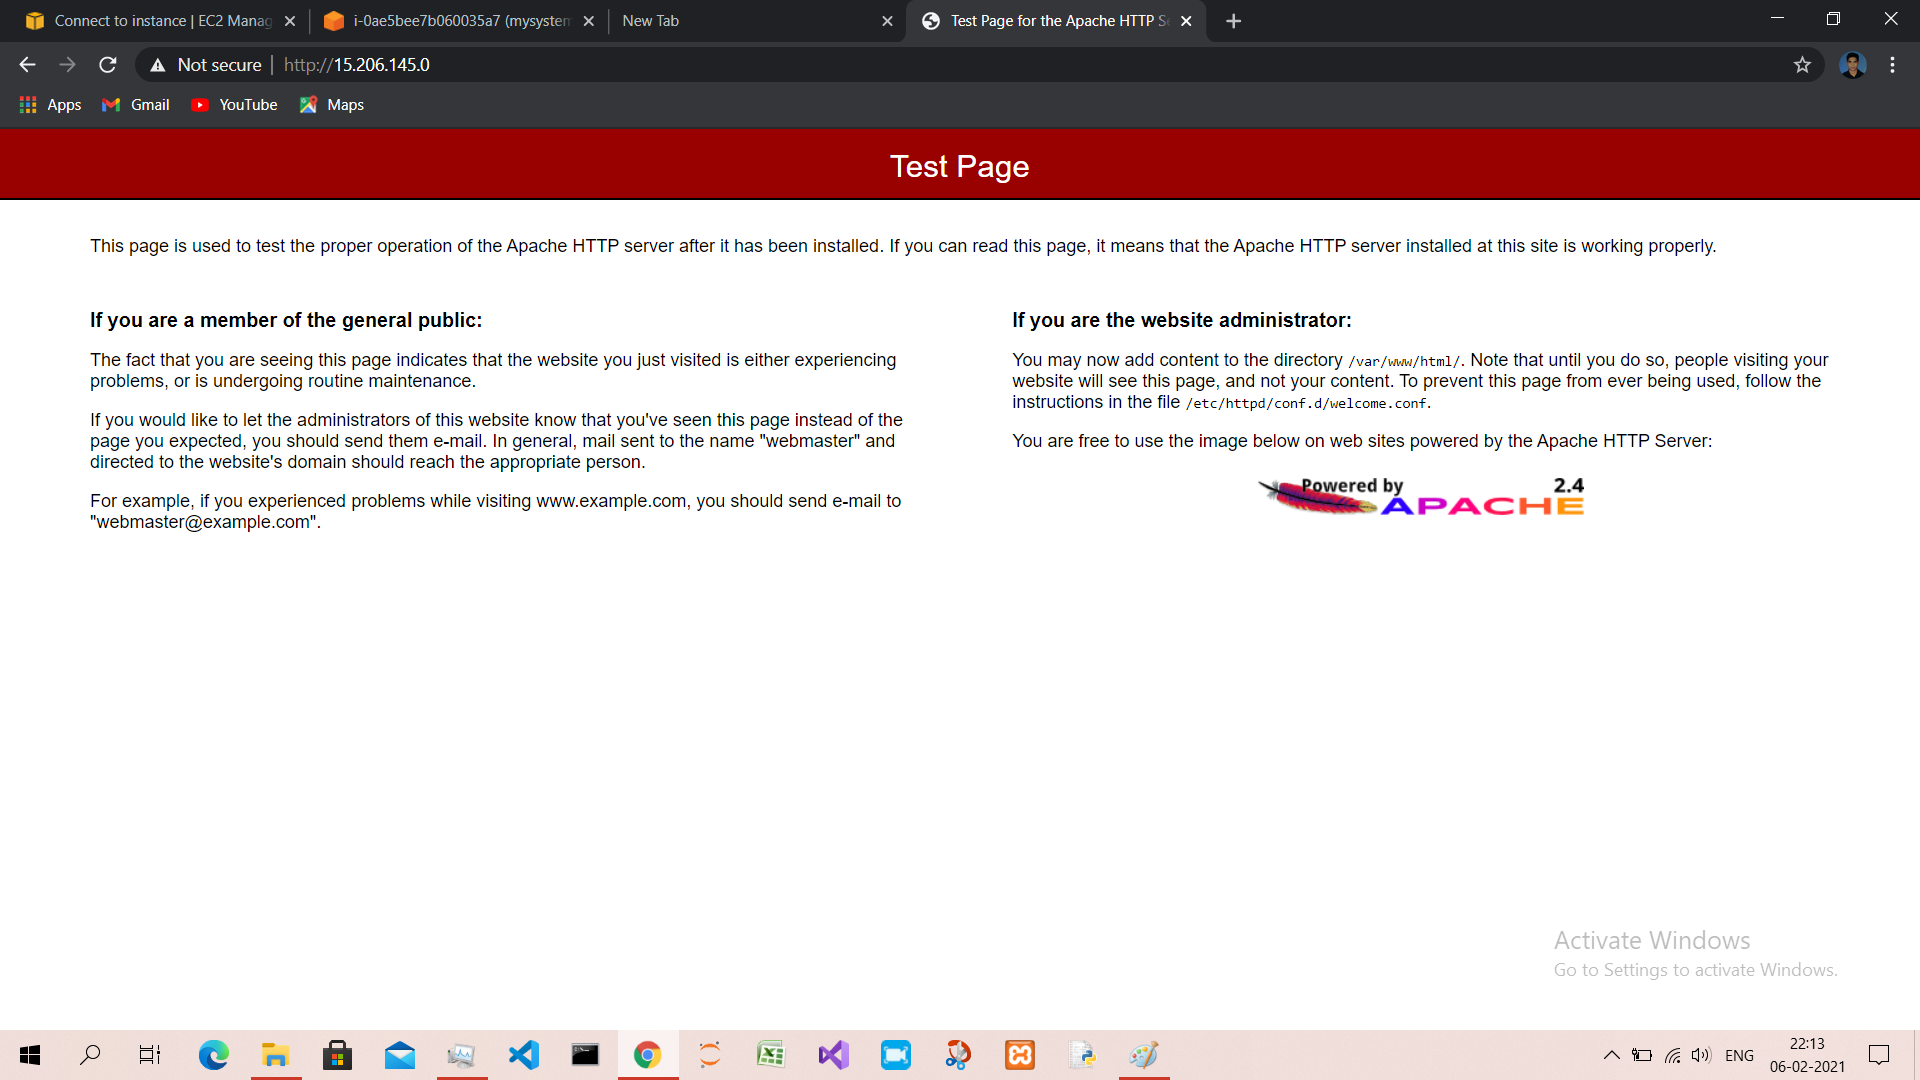 Connect to instance | EC2 Manag
i-0ae5bee7b060035a7 (mysystem
New Tab
Test Page for the Apache HTTP Se
Not secure | http://15.206.145.0
Apps
Gmail
YouTube
Maps
Test Page
This page is used to test the proper operation of the Apache HTTP server after it has been installed. If you can read this page, it means that the Apache HTTP server installed at this site is working properly.
If you are a member of the general public:
The fact that you are seeing this page indicates that the website you just visited is either experiencing
problems, or is undergoing routine maintenance.
If you would like to let the administrators of this website know that you've seen this page instead of the
page you expected, you should send them e-mail. In general, mail sent to the name "webmaster" and
directed to the website's domain should reach the appropriate person.
For example, if you experienced problems while visiting www.example.com, you should send e-mail to
"webmaster@example.com".
If you are the website administrator:
You may now add content to the directory /var/www/html/. Note that until you do so, people visiting your
website will see this page, and not your content. To prevent this page from ever being used, follow the
instructions in the file /etc/httpd/conf.d/welcome.conf.
You are free to use the image below on web sites powered by the Apache HTTP Server:
Powered by 2.4
APACHE
Activate Windows
Go to Settings to activate Windows.
ENG
22:13
06-02-2021